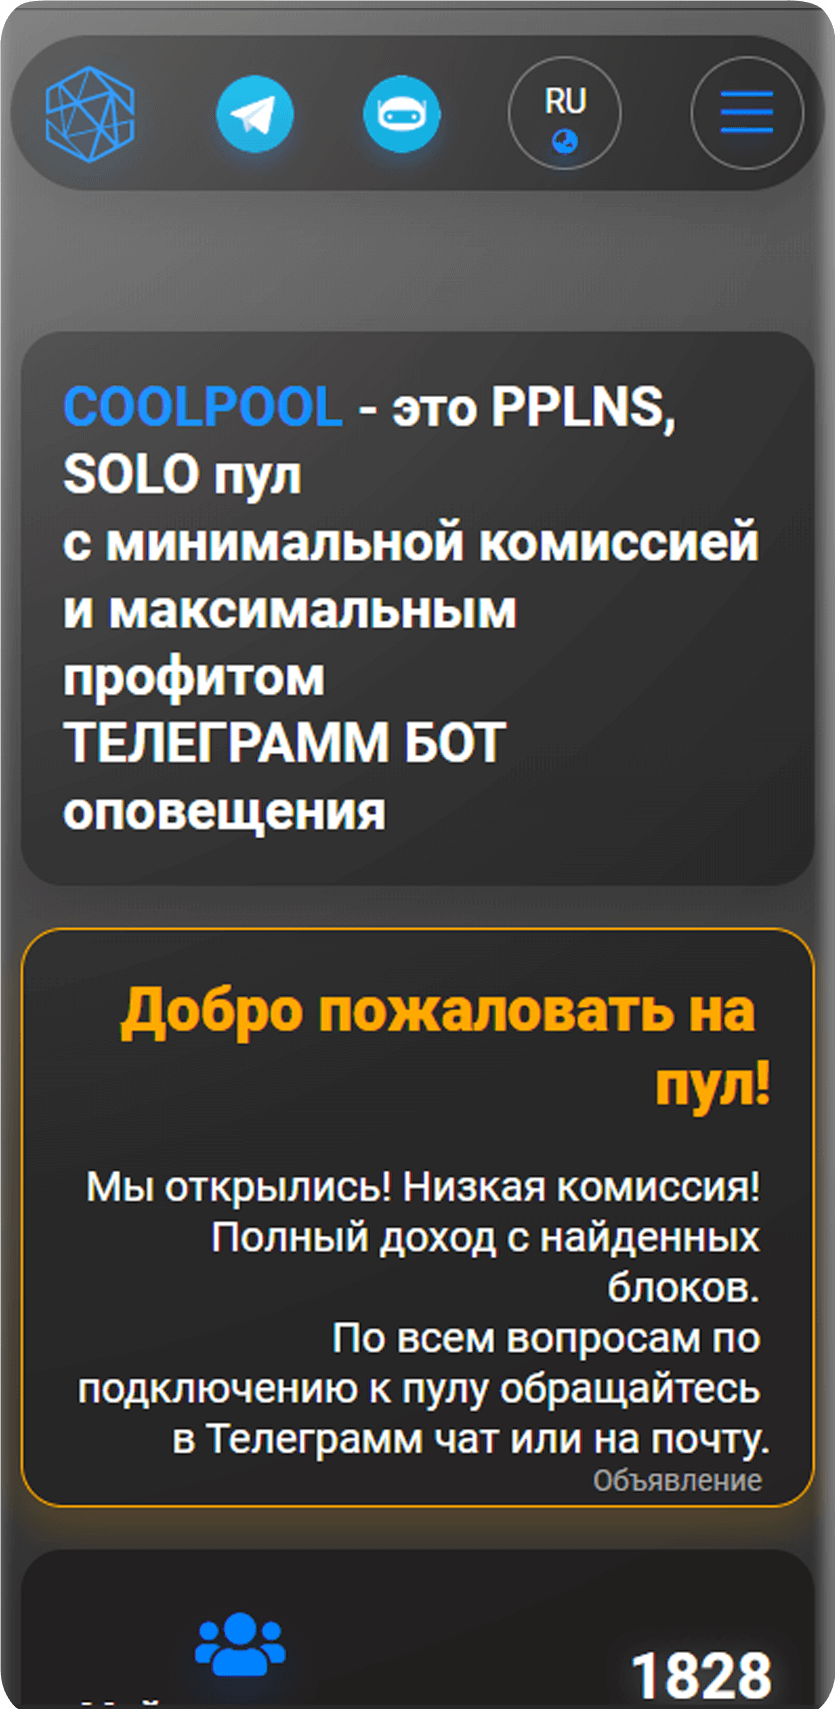 RU
COOLPOOL - это PPLNS,
SOLO пул
с минимальной комиссией
и максимальным
профитом
ТЕЛЕГРАММ БОТ
оповещения
Добро пожаловать на
пул!
Мы открылись! Низкая комиссия!
Полный доход с найденных
блоков.
По всем вопросам по
подключению к пулу обращайтесь
в Телеграмм чат или на почту.
Объявление
1828